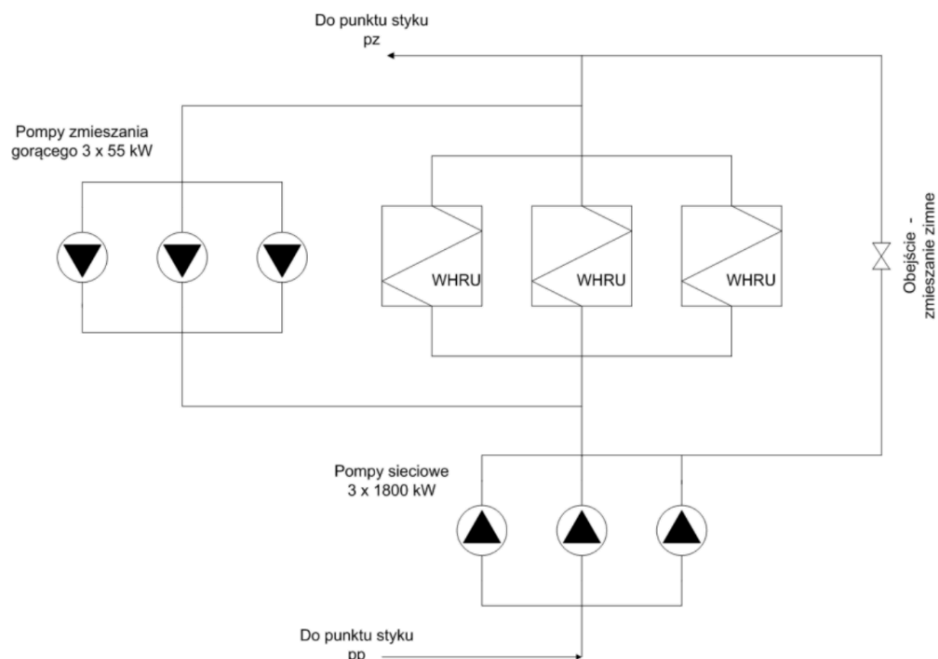 Do punktu styku
pz
Pompy zmieszania
gorącego 3 x 55 kW
WHRU
WHRU
WHRU
Obejście -
zmieszanie zimne
Pompy sieciowe
3 x 1800 kW
Do punktu styku
pp